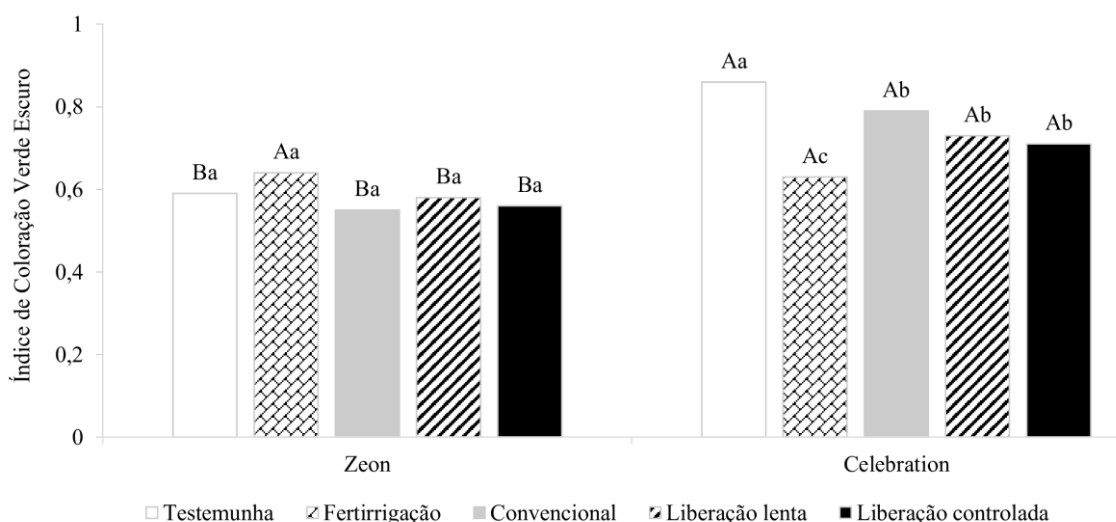 1
0,8
0,6
0,4
0,2
0
Índice de Coloração Verde Escuro
Ba
Aa
Ba
Ba
Ba
Aa
Ac
Ab
Ab
Ab
Zeon
Celebration
Testemunha
Fertirrigação
Convencional
Liberação lenta
Liberação controlada